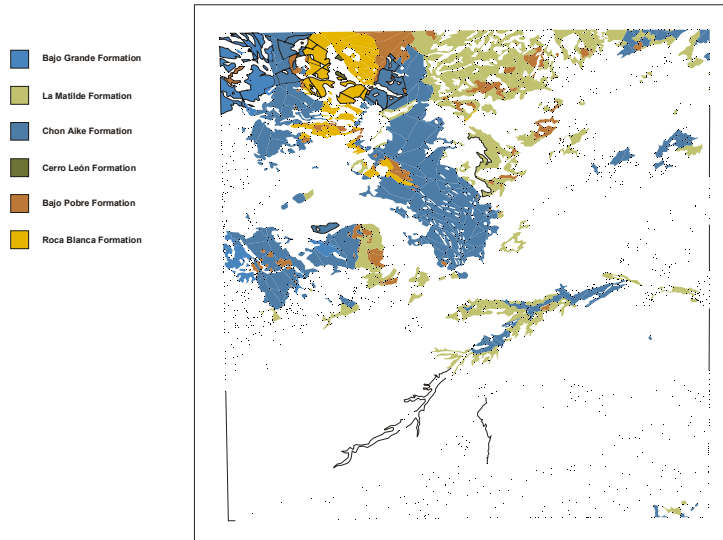 Bajo Grande Formation
La Matilde Formation
Chon Aike Formation
Cerro León Formation
Bajo Pobre Formation
Roca Blanca Formation